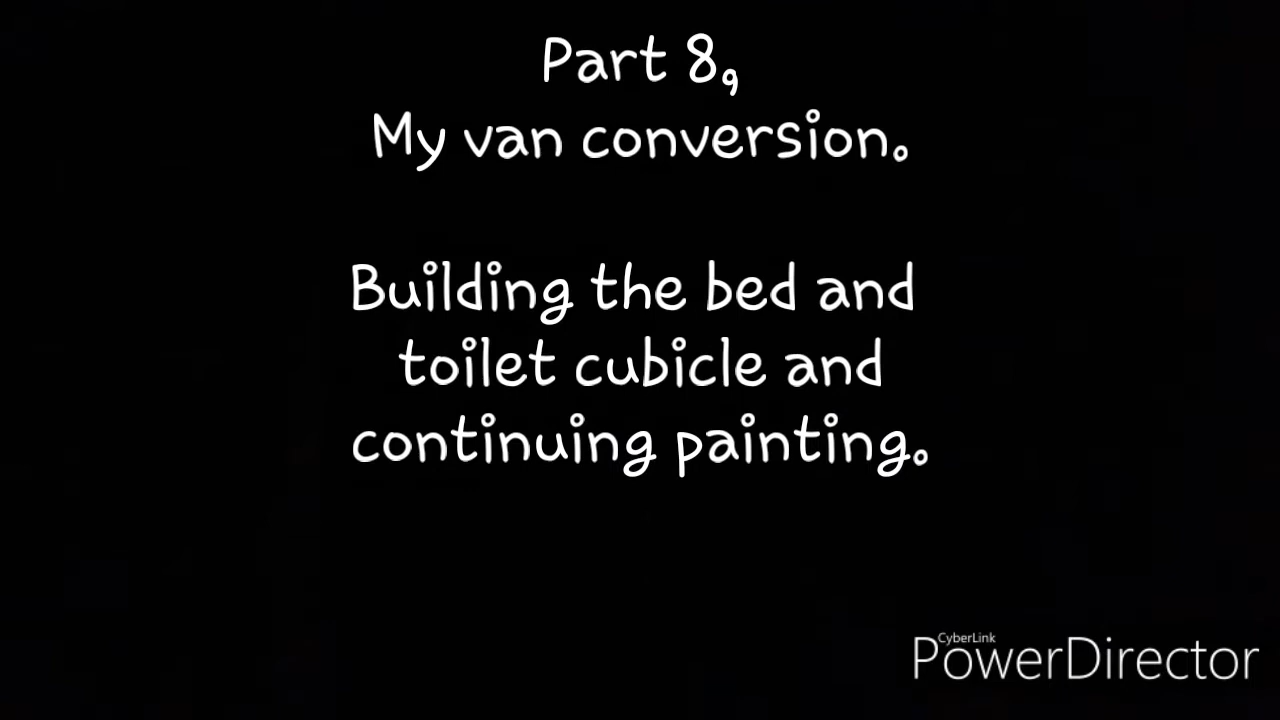 Part 8,
My van conversion.
Building the bed and
toilet cubicle and
continuing painting.
CyberLink
PowerDirector